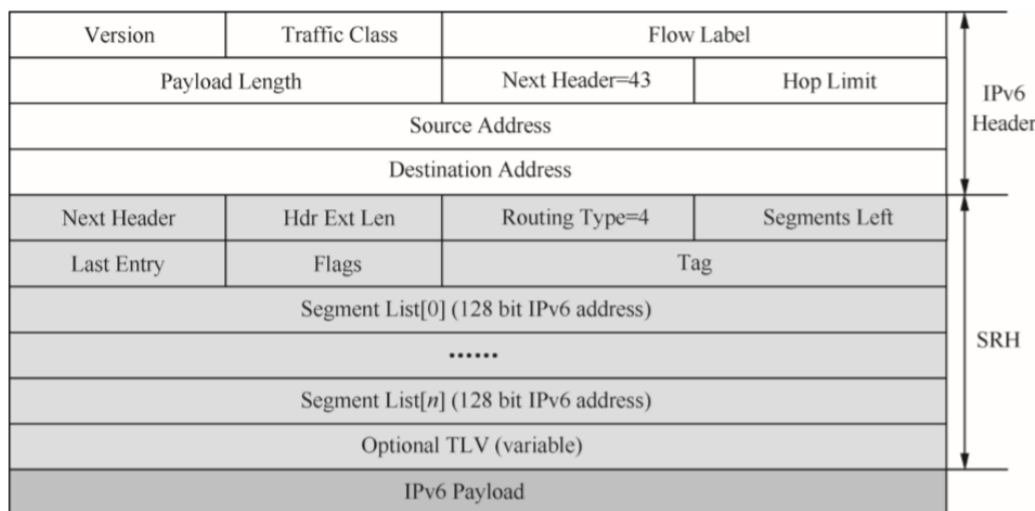 Version Traffic Class Flow Label
Payload Length Next Header=43 Hop Limit
IPv6
Header
Source Address
Destination Address
Next Header Hdr Ext Len Routing Type=4 Segments Left
Last Entry Flags Tag
Segment List[0] (128 bit IPv6 address)
SRH
······
Segment List[n] (128 bit IPv6 address)
Optional TLV (variable)
IPv6 Payload